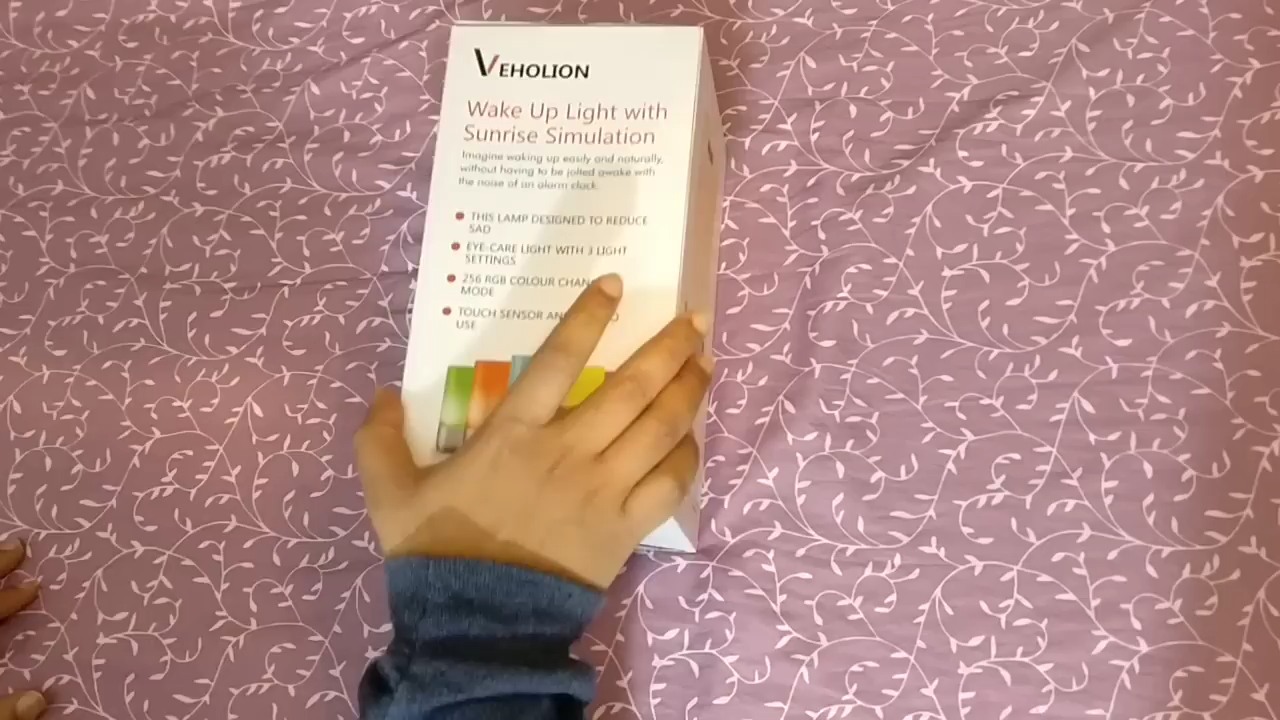 VEHOLION
Wake Up Light with
Sunrise Simulation
Imagine waking up easily and naturally,
without having to be jolted awake with
the noise of an alarm clock.
THIS LAMP DESIGNED TO REDUCE
SAD
EYE-CARE LIGHT WITH 3 LIGHT
SETTINGS
256 RGB COLOUR
MODE
TOUCH SENSOR
USE